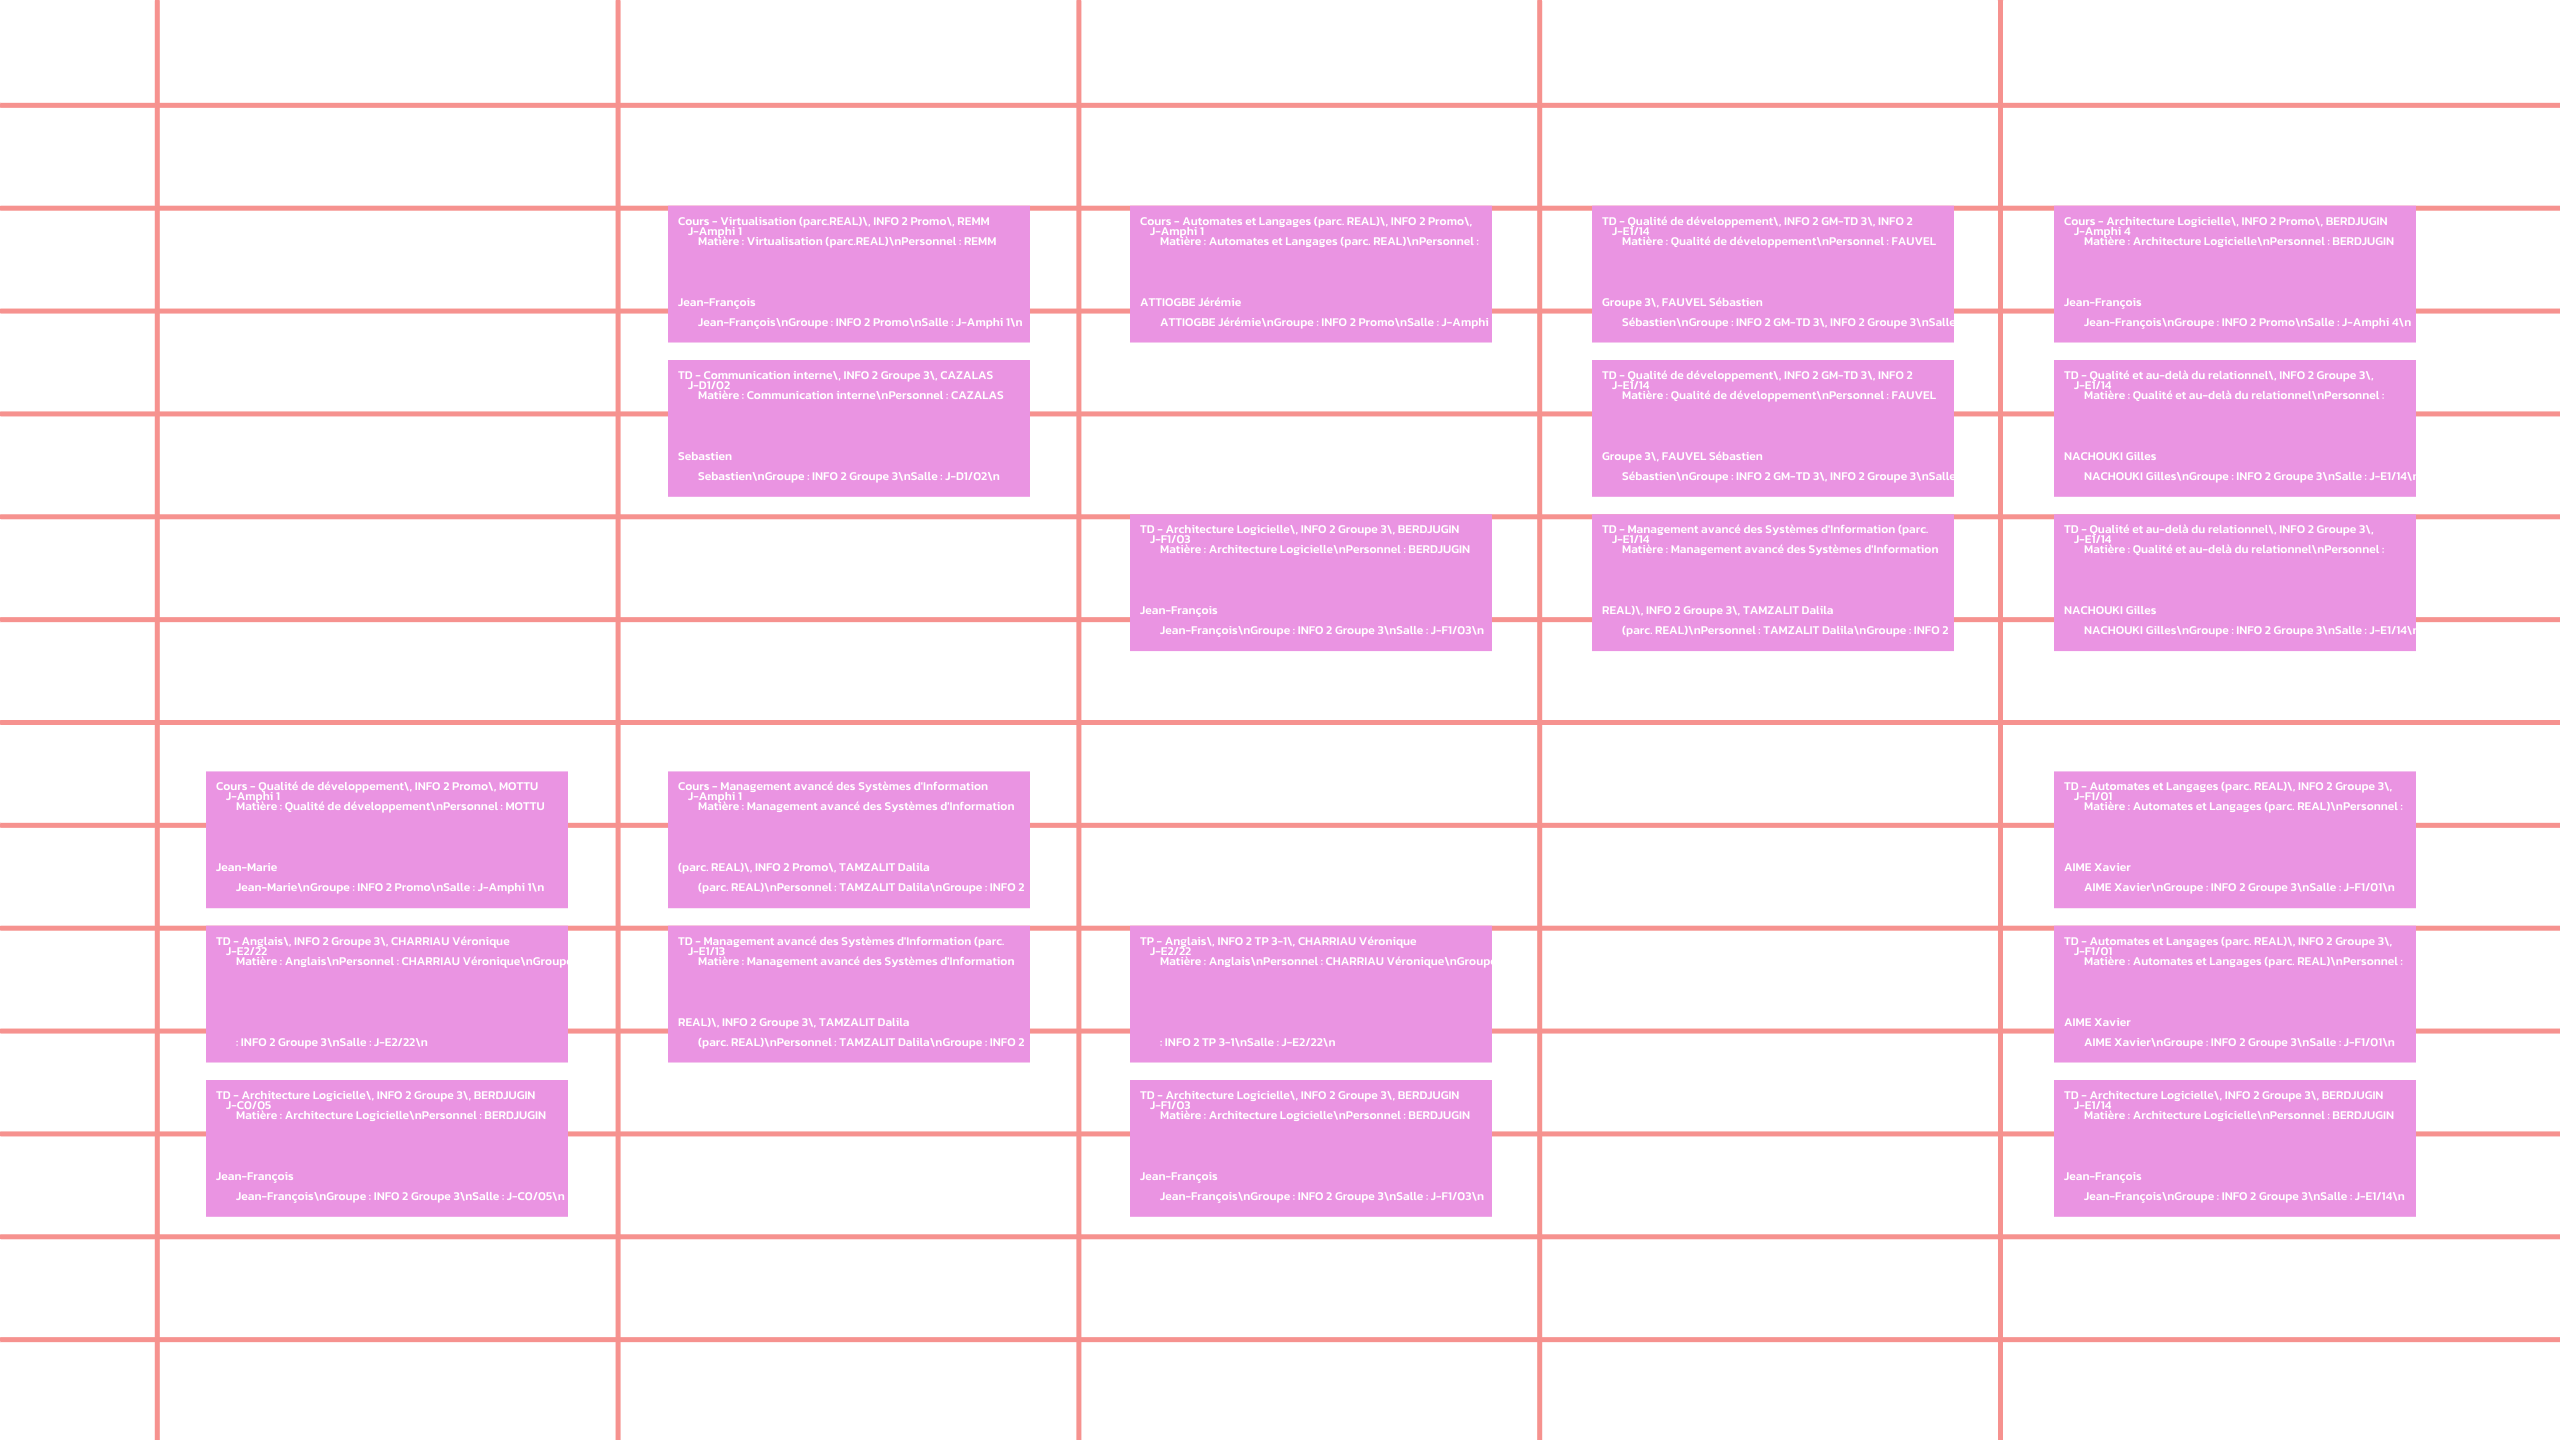 Cours - Virtualisation (parc.REAL)\, INFO 2 Promo\, REMM
J-Amphi 1
Matière : Virtualisation (parc.REAL)\nPersonnel : REMM
Jean-François
Jean-François\nGroupe : INFO 2 Promo\nSalle : J-Amphi 1\n
Cours - Automates et Langages (parc. REAL)\, INFO 2 Promo\,
J-Amphi 1
Matière : Automates et Langages (parc. REAL)\nPersonnel :
ATTIOGBE Jérémie
ATTIOGBE Jérémie\nGroupe : INFO 2 Promo\nSalle : J-Amphi
TD - Qualité de développement\, INFO 2 GM-TD 3\, INFO 2
J-E1/14
Matière : Qualité de développement\nPersonnel : FAUVEL
Groupe 3\, FAUVEL Sébastien
Sébastien\nGroupe : INFO 2 GM-TD 3\, INFO 2 Groupe 3\nSalle
Cours - Architecture Logicielle\, INFO 2 Promo\, BERDJUGIN
J-Amphi 4
Matière : Architecture Logicielle\nPersonnel : BERDJUGIN
Jean-François
Jean-François\nGroupe : INFO 2 Promo\nSalle : J-Amphi 4\n
TD - Communication interne\, INFO 2 Groupe 3\, CAZALAS
J-D1/02
Matière : Communication interne\nPersonnel : CAZALAS
Sebastien
Sebastien\nGroupe : INFO 2 Groupe 3\nSalle : J-D1/02\n
TD - Qualité de développement\, INFO 2 GM-TD 3\, INFO 2
J-E1/14
Matière : Qualité de développement\nPersonnel : FAUVEL
Groupe 3\, FAUVEL Sébastien
Sébastien\nGroupe : INFO 2 GM-TD 3\, INFO 2 Groupe 3\nSalle
TD - Qualité et au-delà du relationnel\, INFO 2 Groupe 3\,
J-E1/14
Matière : Qualité et au-delà du relationnel\nPersonnel :
NACHOUKI Gilles
NACHOUKI Gilles\nGroupe : INFO 2 Groupe 3\nSalle : J-E1/14\n
TD - Architecture Logicielle\, INFO 2 Groupe 3\, BERDJUGIN
J-F1/03
Matière : Architecture Logicielle\nPersonnel : BERDJUGIN
Jean-François
Jean-François\nGroupe : INFO 2 Groupe 3\nSalle : J-F1/03\n
TD - Management avancé des Systèmes d'Information (parc.
J-E1/14
Matière : Management avancé des Systèmes d'Information
REAL)\, INFO 2 Groupe 3\, TAMZALIT Dalila
(parc. REAL)\nPersonnel : TAMZALIT Dalila\nGroupe : INFO 2
TD - Qualité et au-delà du relationnel\, INFO 2 Groupe 3\,
J-E1/14
Matière : Qualité et au-delà du relationnel\nPersonnel :
NACHOUKI Gilles
NACHOUKI Gilles\nGroupe : INFO 2 Groupe 3\nSalle : J-E1/14\n
Cours - Qualité de développement\, INFO 2 Promo\, MOTTU
J-Amphi 1
Matière : Qualité de développement\nPersonnel : MOTTU
Jean-Marie
Jean-Marie\nGroupe : INFO 2 Promo\nSalle : J-Amphi 1\n
Cours - Management avancé des Systèmes d'Information
J-Amphi 1
Matière : Management avancé des Systèmes d'Information
(parc. REAL)\, INFO 2 Promo\, TAMZALIT Dalila
(parc. REAL)\nPersonnel : TAMZALIT Dalila\nGroupe : INFO 2
TD - Automates et Langages (parc. REAL)\, INFO 2 Groupe 3\,
J-F1/01
Matière : Automates et Langages (parc. REAL)\nPersonnel :
AIME Xavier
AIME Xavier\nGroupe : INFO 2 Groupe 3\nSalle : J-F1/01\n
TD - Anglais\, INFO 2 Groupe 3\, CHARRIAU Véronique
J-E2/22
Matière : Anglais\nPersonnel : CHARRIAU Véronique\nGroupe
: INFO 2 Groupe 3\nSalle : J-E2/22\n
TD - Management avancé des Systèmes d'Information (parc.
J-E1/13
Matière : Management avancé des Systèmes d'Information
REAL)\, INFO 2 Groupe 3\, TAMZALIT Dalila
(parc. REAL)\nPersonnel : TAMZALIT Dalila\nGroupe : INFO 2
TP - Anglais\, INFO 2 TP 3-1\, CHARRIAU Véronique
J-E2/22
Matière : Anglais\nPersonnel : CHARRIAU Véronique\nGroupe
: INFO 2 TP 3-1\nSalle : J-E2/22\n
TD - Automates et Langages (parc. REAL)\, INFO 2 Groupe 3\,
J-F1/01
Matière : Automates et Langages (parc. REAL)\nPersonnel :
AIME Xavier
AIME Xavier\nGroupe : INFO 2 Groupe 3\nSalle : J-F1/01\n
TD - Architecture Logicielle\, INFO 2 Groupe 3\, BERDJUGIN
J-C0/05
Matière : Architecture Logicielle\nPersonnel : BERDJUGIN
Jean-François
Jean-François\nGroupe : INFO 2 Groupe 3\nSalle : J-C0/05\n
TD - Architecture Logicielle\, INFO 2 Groupe 3\, BERDJUGIN
J-F1/03
Matière : Architecture Logicielle\nPersonnel : BERDJUGIN
Jean-François
Jean-François\nGroupe : INFO 2 Groupe 3\nSalle : J-F1/03\n
TD - Architecture Logicielle\, INFO 2 Groupe 3\, BERDJUGIN
J-E1/14
Matière : Architecture Logicielle\nPersonnel : BERDJUGIN
Jean-François
Jean-François\nGroupe : INFO 2 Groupe 3\nSalle : J-E1/14\n